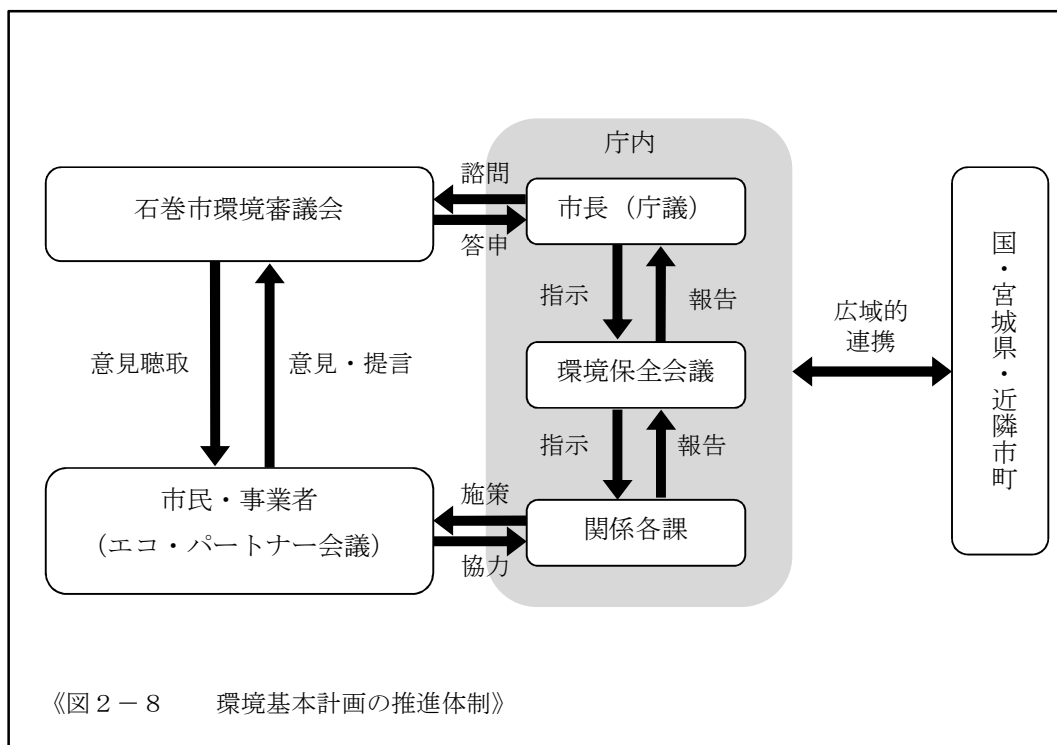 庁内
諮問
石巻市環境審議会
市長（庁議）
答申
指示
報告
意見聴取
意見・提言
環境保全会議
広域的
連携
国・宮城県・近隣市町
指示
報告
市民・事業者
（エコ・パートナー会議）
施策
関係各課
協力
《図２－８　　環境基本計画の推進体制》